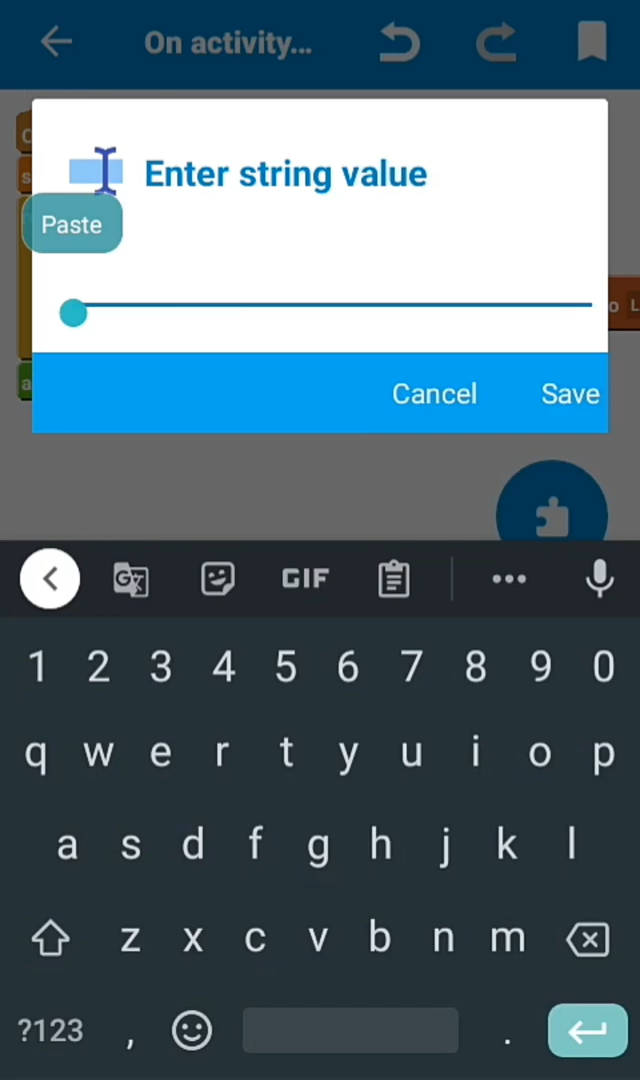 On activity...
Enter string value
Paste
Cancel Save
GIF
1 2 3 4 5 6 7 8 9 0
q w e r t y u i o p
a s d f g h j k l
z x c v b n m
?123 , .